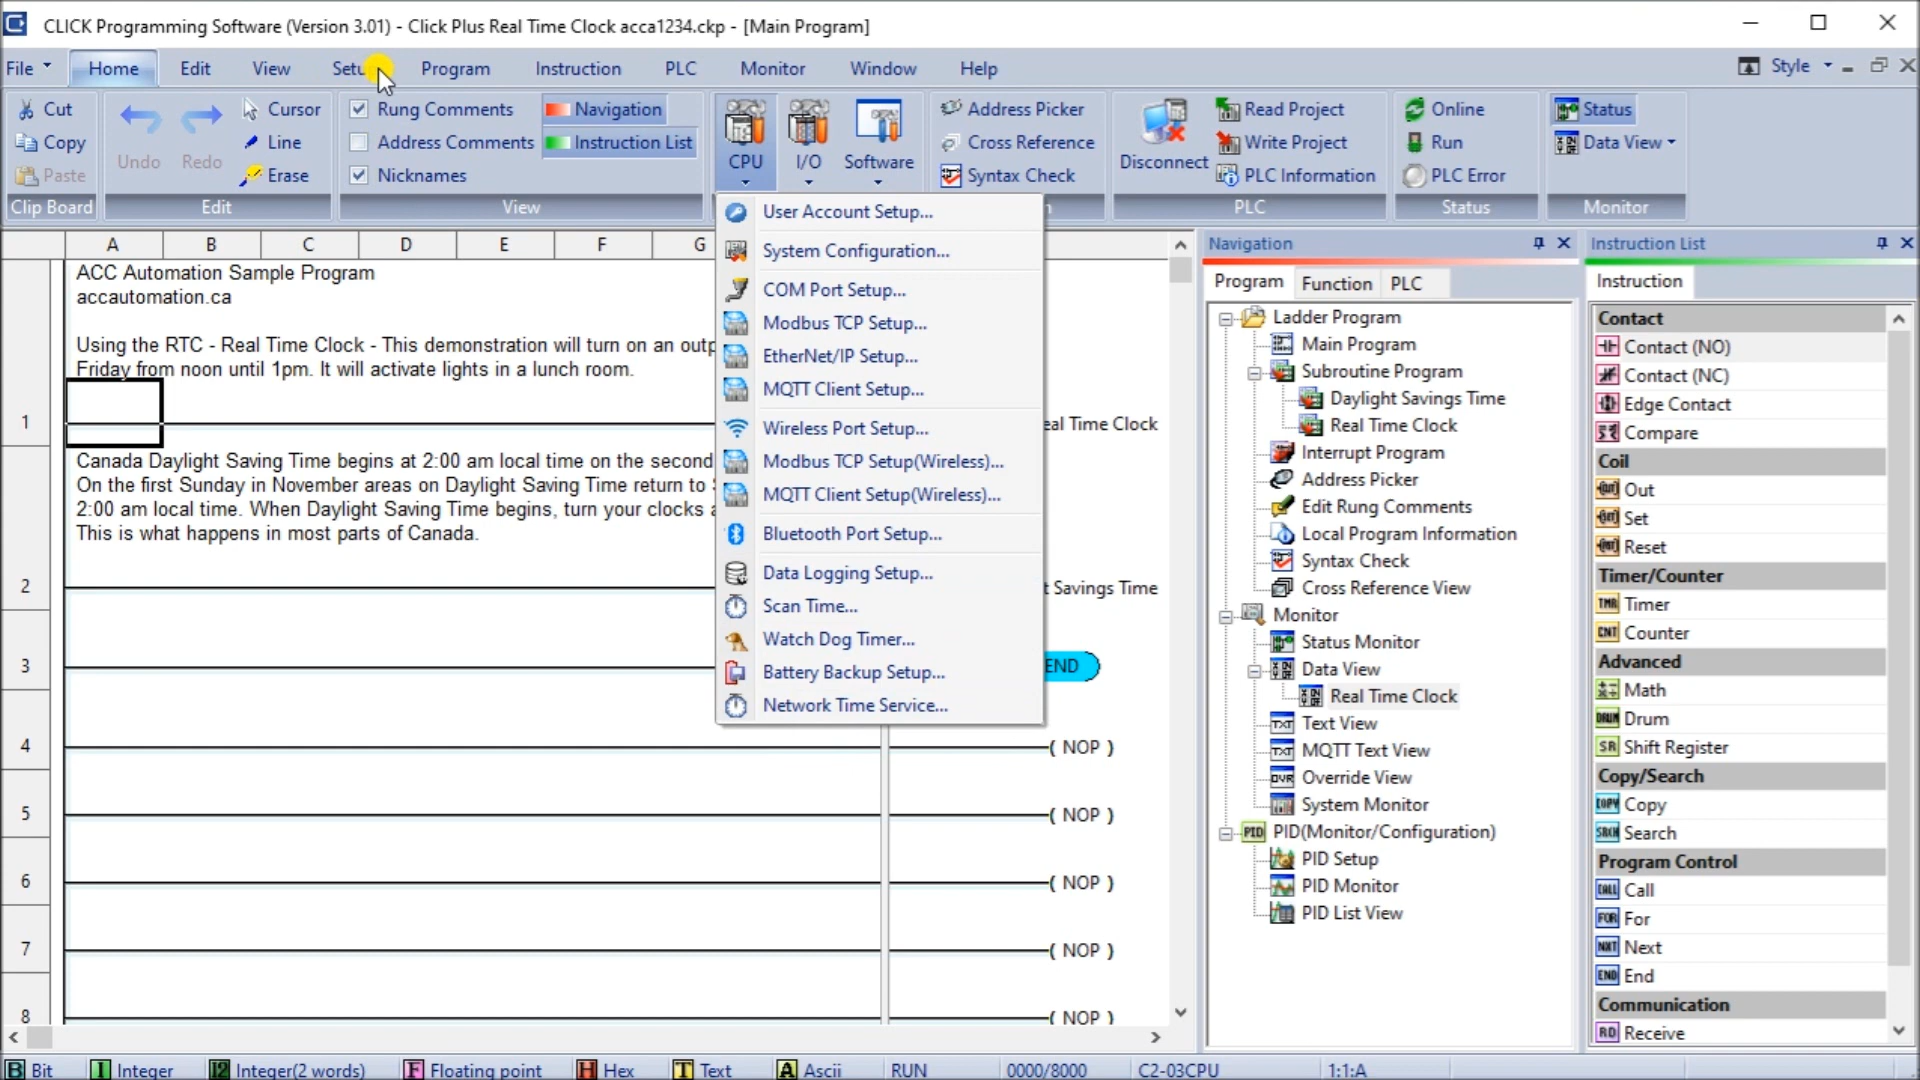 CLICK Programming Software (Version 3.01) - Click Plus Real Time Clock acca1234.ckp - [Main Program]
File Home Edit View Program Instruction PLC Monitor Window Help Style
Cut Cursor Rung Comments Navigation Address Picker Read Project Online Status
Copy Line Address Comments Instruction List Cross Reference Write Project Run Data View
Undo Redo CPU I/O Software Disconnect
Paste Erase Nicknames Syntax Check PLC Information PLC Error
Clip Board Edit View PLC Status Monitor
User Account Setup...
System Configuration...
COM Port Setup...
Modbus TCP Setup...
EtherNet/IP Setup...
MQTT Client Setup...
Wireless Port Setup...
Modbus TCP Setup(Wireless)...
MQTT Client Setup(Wireless)...
Bluetooth Port Setup...
Data Logging Setup...
Scan Time...
Watch Dog Timer...
Battery Backup Setup...
Network Time Service...
A B C D E F G
ACC Automation Sample Program
accautomation.ca
Using the RTC - Real Time Clock - This demonstration will turn on an
Friday from noon until 1pm. It will activate lights in a lunch room.
1
Time Clock
Canada Daylight Saving Time begins at 2:00 am local time on the second
On the first Sunday in November areas on Daylight Saving Time return to
2:00 am local time. When Daylight Saving Time begins, turn your clocks
This is what happens in most parts of Canada.
2
Savings Time
3
END
4
( NOP )
5
( NOP )
6
( NOP )
7
( NOP )
8
( NOP )
Navigation
Program Function PLC
Ladder Program
Main Program
Subroutine Program
Daylight Savings Time
Real Time Clock
Interrupt Program
Address Picker
Edit Rung Comments
Local Program Information
Syntax Check
Cross Reference View
Monitor
Status Monitor
Data View
Real Time Clock
Text View
MQTT Text View
Override View
System Monitor
PID PID(Monitor/Configuration)
PID Setup
PID Monitor
PID List View
Instruction List
Instruction
Contact
Contact (NO)
Contact (NC)
Edge Contact
Compare
Coil
Out
Set
Reset
Timer/Counter
TMR Timer
CNT Counter
Advanced
Math
DRUM Drum
SR Shift Register
Copy/Search
COPY Copy
SRCH Search
Program Control
CALL Call
FOR For
NXT Next
END End
Communication
RD Receive
B Bit I Integer I2 Integer(2 words) F Floating point H Hex T Text A Ascii RUN 0000/8000 C2-03CPU 1:1:A